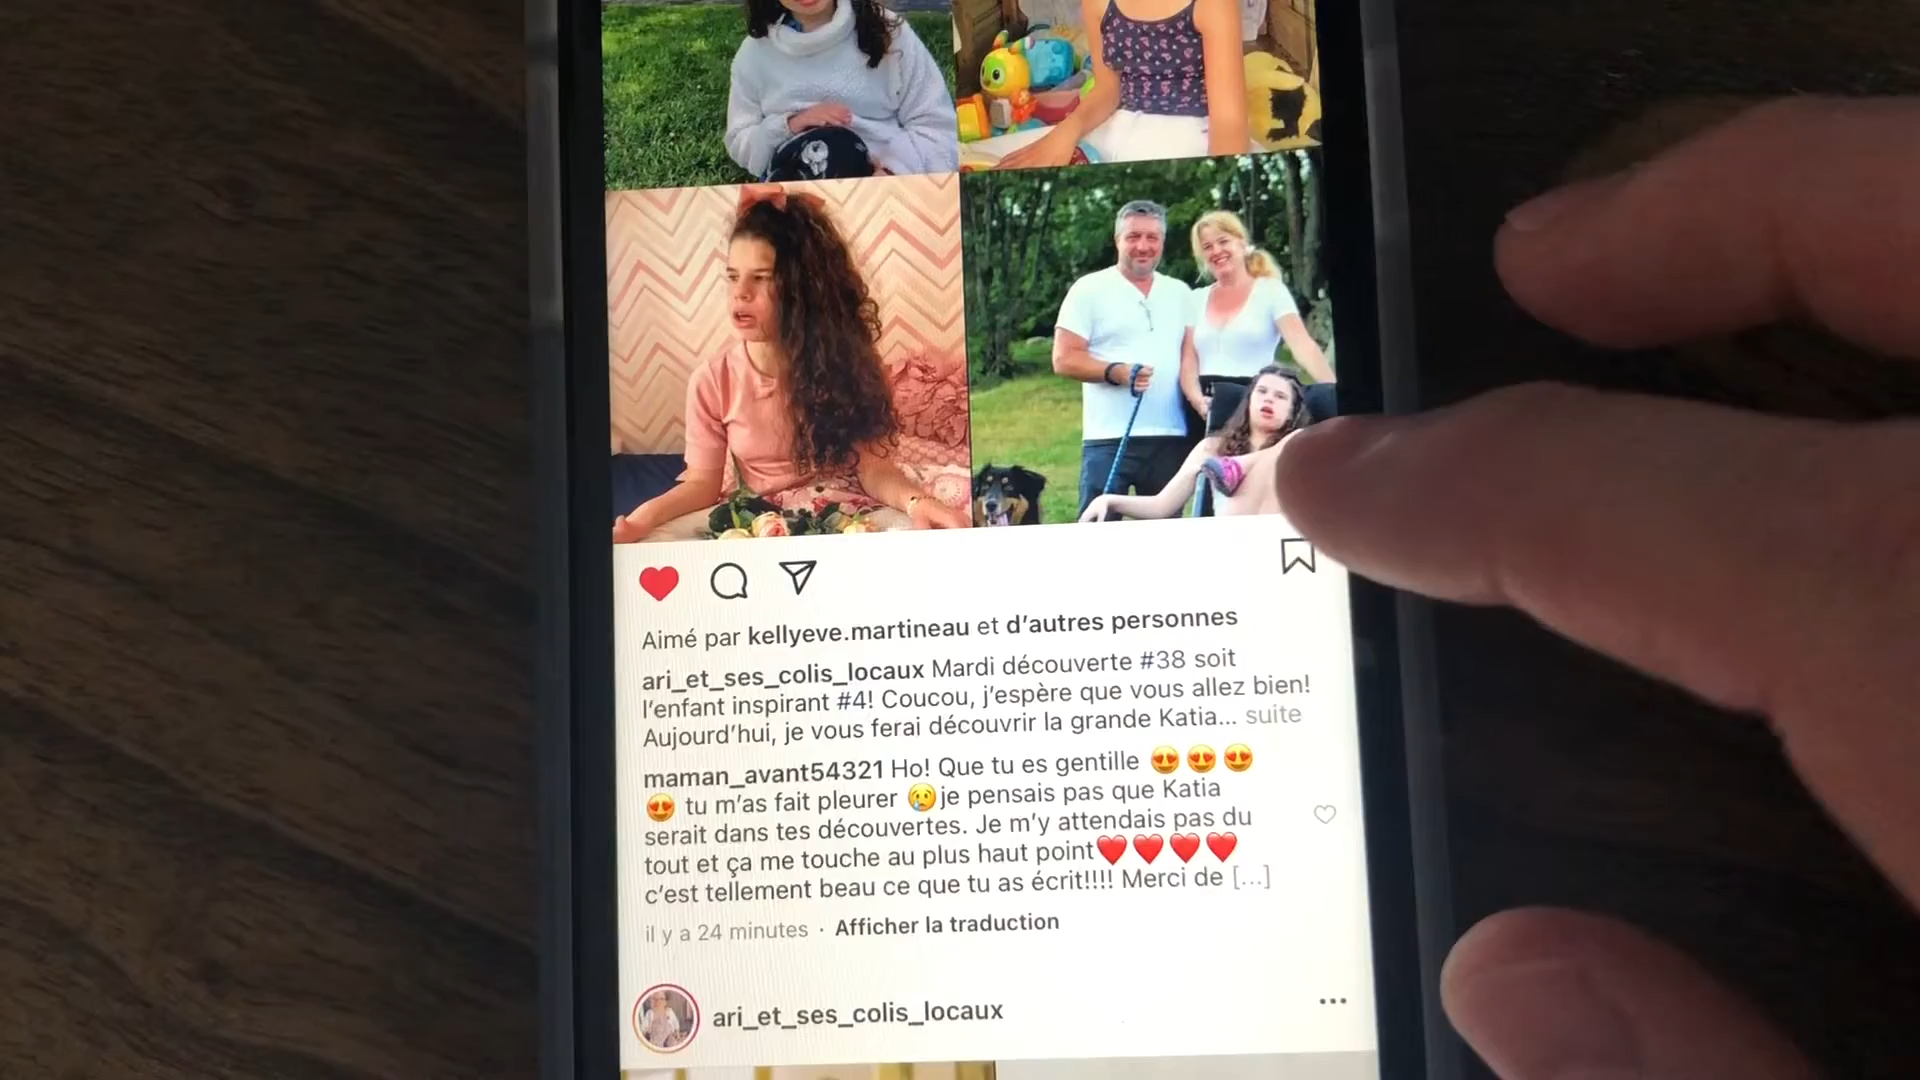 Aimé par kellyeve.martineau et d'autres personnes
ari_et_ses_colis_locaux Mardi découverte #38 soit
l'enfant inspirant #4! Coucou, j'espère que vous allez bien!
Aujourd'hui, je vous ferai découvrir la grande Katia... suite
maman_avant54321 Ho! Que tu es gentille 😍😍😍
😍 tu m'as fait pleurer 😢je pensais pas que Katia
serait dans tes découvertes. Je m'y attendais pas du
tout et ça me touche au plus haut point❤️❤️❤️❤️
c'est tellement beau ce que tu as écrit!!!! Merci de [...]
il y a 24 minutes · Afficher la traduction
ari_et_ses_colis_locaux